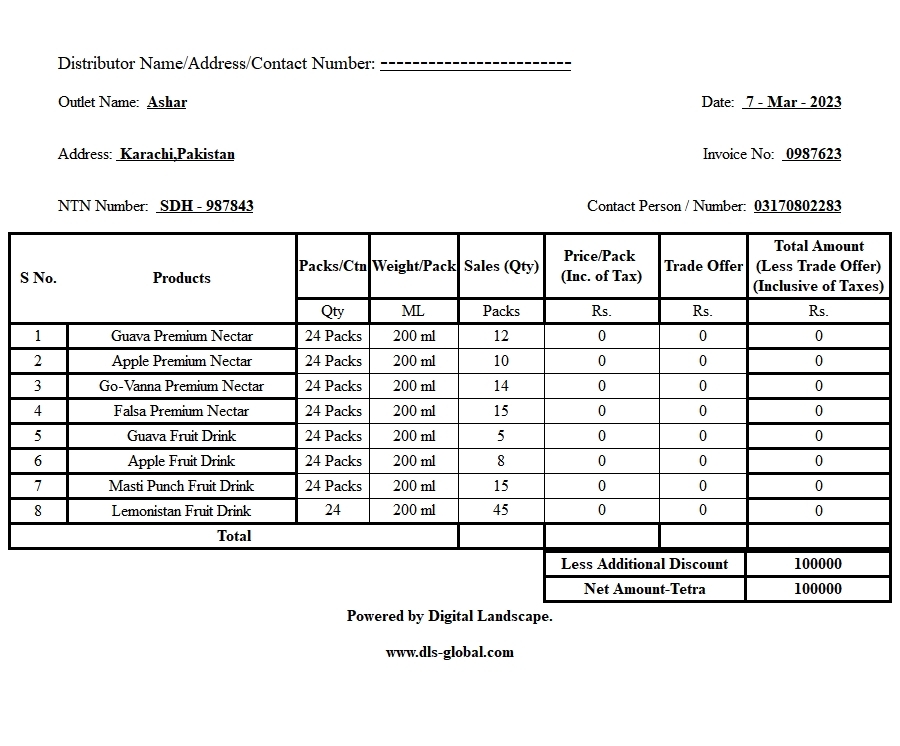 Distributor Name/Address/Contact Number: -------------------------
Outlet Name: Ashar Date: 7 - Mar - 2023
Address: Karachi,Pakistan Invoice No: 0987623
NTN Number: SDH - 987843 Contact Person / Number: 03170802283
S No. Products Packs/Ctn Weight/Pack Sales (Qty) Price/Pack (Inc. of Tax) Trade Offer Total Amount (Less Trade Offer) (Inclusive of Taxes)
Qty ML Packs Rs. Rs. Rs.
1 Guava Premium Nectar 24 Packs 200 ml 12 0 0 0
2 Apple Premium Nectar 24 Packs 200 ml 10 0 0 0
3 Go-Vanna Premium Nectar 24 Packs 200 ml 14 0 0 0
4 Falsa Premium Nectar 24 Packs 200 ml 15 0 0 0
5 Guava Fruit Drink 24 Packs 200 ml 5 0 0 0
6 Apple Fruit Drink 24 Packs 200 ml 8 0 0 0
7 Masti Punch Fruit Drink 24 Packs 200 ml 15 0 0 0
8 Lemonistan Fruit Drink 24 200 ml 45 0 0 0
Total
Less Additional Discount 100000
Net Amount-Tetra 100000
Powered by Digital Landscape.
www.dls-global.com